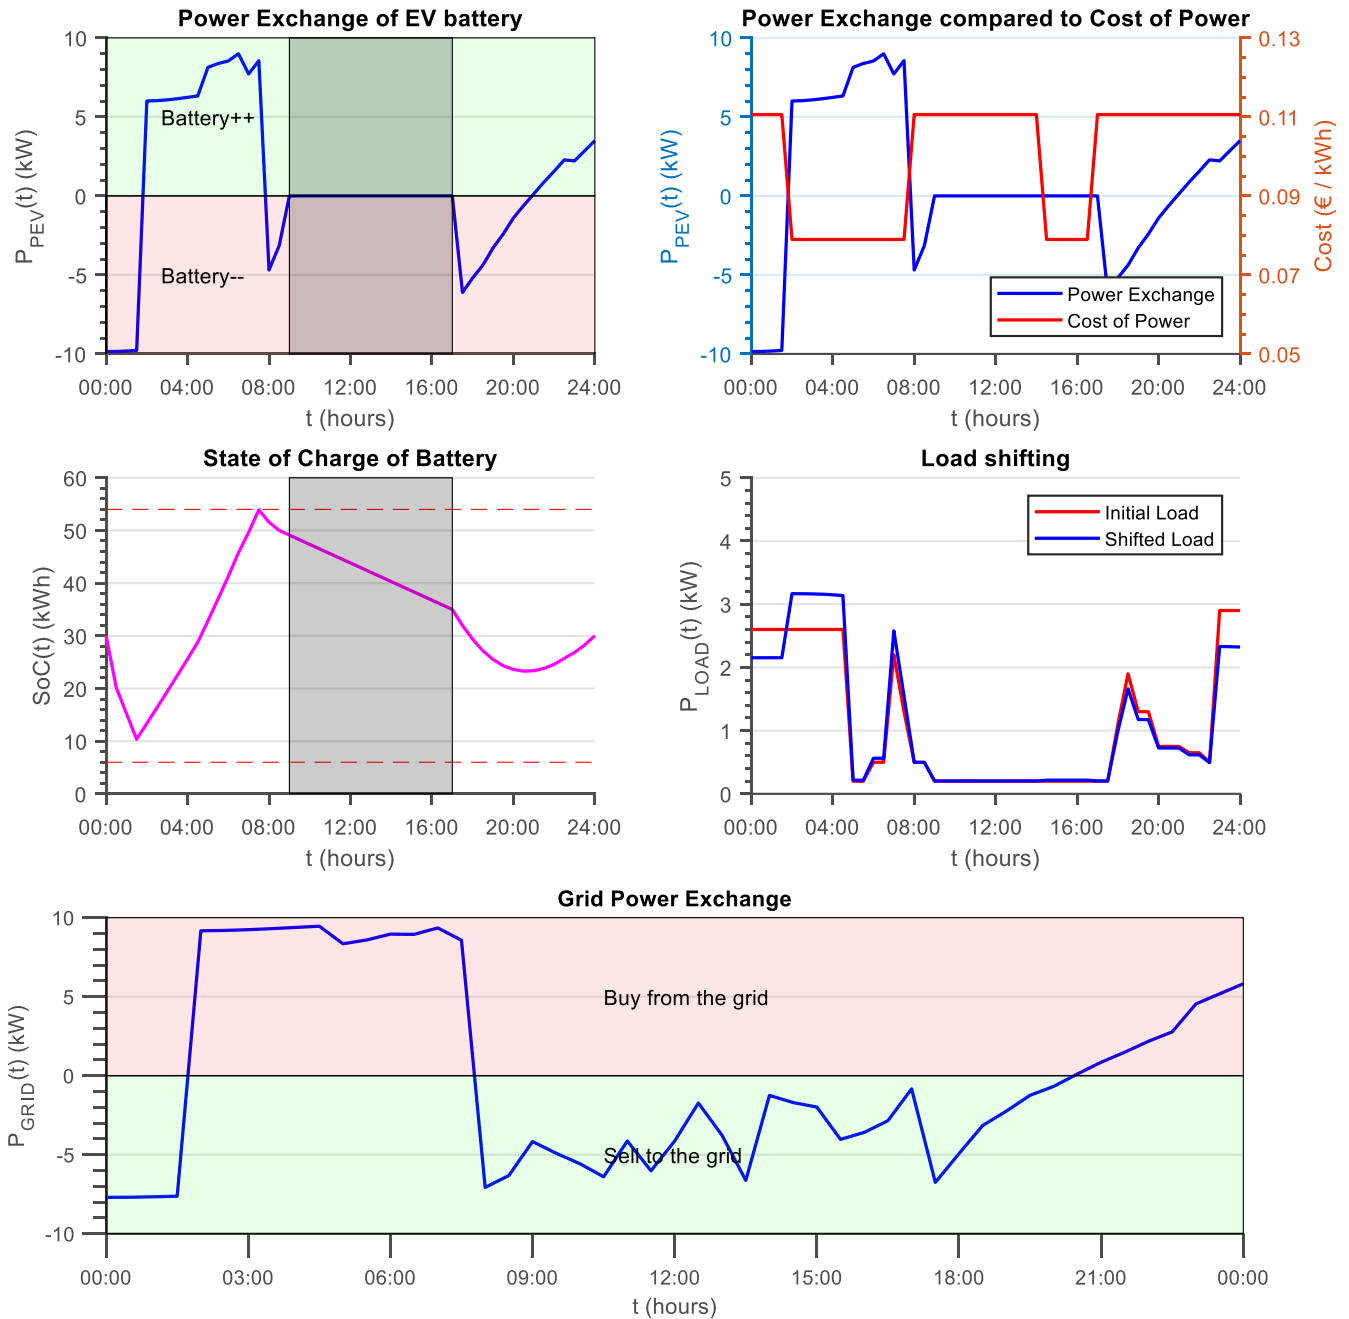 Power Exchange of EV battery
10
5
0
-5
-10
P_PEV(t) (kW)
Battery++
Battery--
00:00 04:00 08:00 12:00 16:00 20:00 24:00
t (hours)
Power Exchange compared to Cost of Power
10
5
0
-5
-10
P_PEV(t) (kW)
0.13
0.11
0.09
0.07
0.05
Cost (€ / kWh)
Power Exchange
Cost of Power
00:00 04:00 08:00 12:00 16:00 20:00 24:00
t (hours)
State of Charge of Battery
60
50
40
30
20
10
0
SoC(t) (kWh)
00:00 04:00 08:00 12:00 16:00 20:00 24:00
t (hours)
Load shifting
5
4
3
2
1
0
P_LOAD(t) (kW)
Initial Load
Shifted Load
00:00 04:00 08:00 12:00 16:00 20:00 24:00
t (hours)
Grid Power Exchange
10
5
0
-5
-10
P_GRID(t) (kW)
Buy from the grid
Sell to the grid
00:00 03:00 06:00 09:00 12:00 15:00 18:00 21:00 00:00
t (hours)